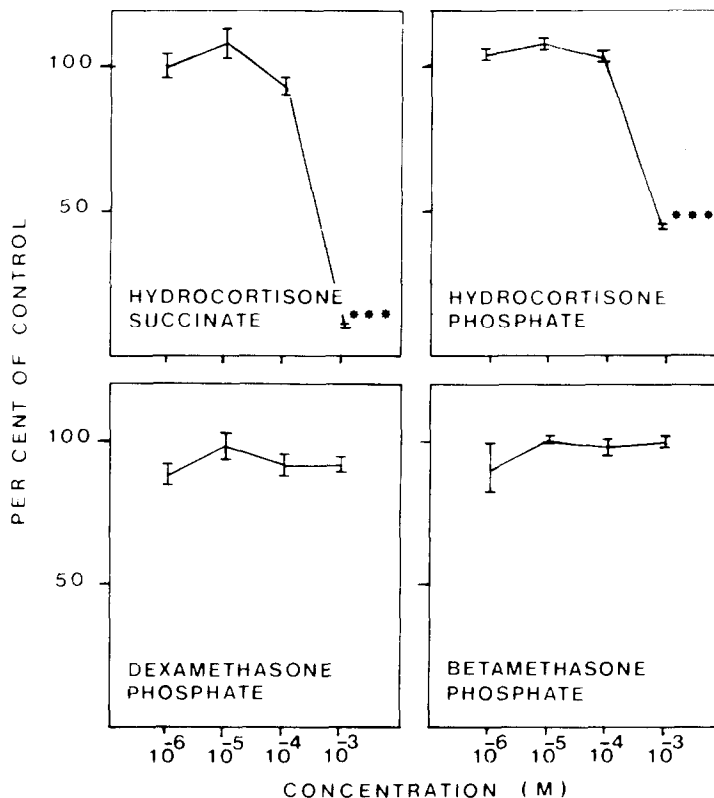 100
50
HYDROCORTISONE
SUCCINATE
***
HYDROCORTISONE
PHOSPHATE
***
PER CENT OF CONTROL
100
50
DEXAMETHASONE
PHOSPHATE
BETAMETHASONE
PHOSPHATE
10⁻⁶ 10⁻⁵ 10⁻⁴ 10⁻³
10⁻⁶ 10⁻⁵ 10⁻⁴ 10⁻³
CONCENTRATION (M)